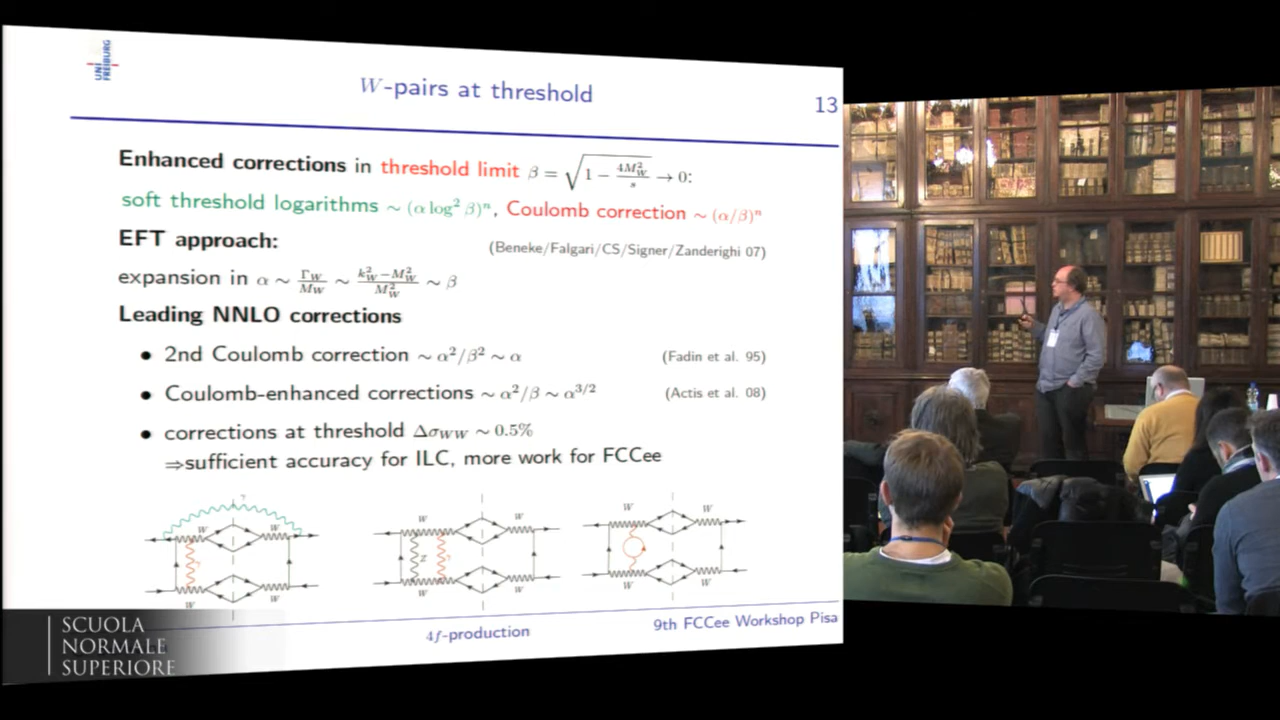 UNI
FREIBURG
W-pairs at threshold
13
Enhanced corrections in threshold limit β = √(1 − 4M_W²/s) → 0:
soft threshold logarithms ∼ (α log² β)ⁿ, Coulomb correction ∼ (α/β)ⁿ
EFT approach:
(Beneke/Falgari/CS/Signer/Zanderighi 07)
expansion in α ∼ Γ_W/M_W ∼ (k_W² − M_W²)/M_W² ∼ β
Leading NNLO corrections
• 2nd Coulomb correction ∼ α²/β² ∼ α
(Fadin et al. 95)
• Coulomb-enhanced corrections ∼ α²/β ∼ α^{3/2}
(Actis et al. 08)
• corrections at threshold Δσ_WW ∼ 0.5%
⇒sufficient accuracy for ILC, more work for FCCee
W W W
W W W W
Z
W W
W W
W W
4f-production
9th FCCee Workshop Pisa
SCUOLA
NORMALE
SUPERIORE